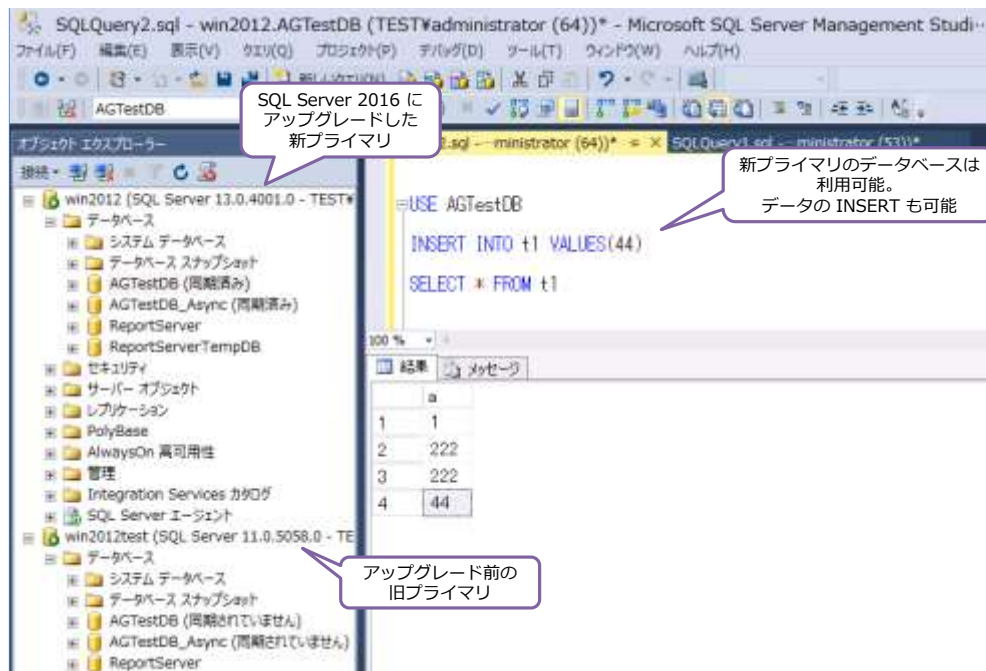 SQLQuery2.sql - win2012.AGTestDB (TEST¥administrator (64))* - Microsoft SQL Server Management Studi…
ファイル(F) 編集(E) 表示(V) クエリ(Q) プロジェクト(P) デバッグ(D) ツール(T) ウィンドウ(W) ヘルプ(H)
AGTestDB
SQL Server 2016 に
アップグレードした
新プライマリ
オブジェクト エクスプローラー
.sql - ministrator (64))*
SQLQuery1.sql - ministrator (53))*
接続
新プライマリのデータベースは
利用可能。
データの INSERT も可能
win2012 (SQL Server 13.0.4001.0 - TEST¥
データベース
システム データベース
データベース スナップショット
AGTestDB (同期済み)
AGTestDB_Async (同期済み)
ReportServer
ReportServerTempDB
セキュリティ
サーバー オブジェクト
レプリケーション
PolyBase
AlwaysOn 高可用性
管理
Integration Services カタログ
SQL Server エージェント
win2012test (SQL Server 11.0.5058.0 - TE
データベース
システム データベース
データベース スナップショット
AGTestDB (同期されていません)
AGTestDB_Async (同期されていません)
ReportServer
USE AGTestDB
INSERT INTO t1 VALUES(44)
SELECT * FROM t1
100 %
結果 メッセージ
a
1 1
2 222
3 222
4 44
アップグレード前の
旧プライマリ